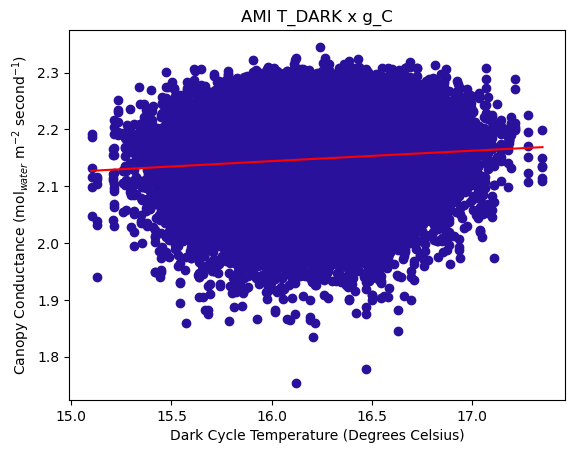 AMI T_DARK x g_C
Canopy Conductance (mol_water m⁻² second⁻¹)
2.3
2.2
2.1
2.0
1.9
1.8
15.0 15.5 16.0 16.5 17.0
Dark Cycle Temperature (Degrees Celsius)